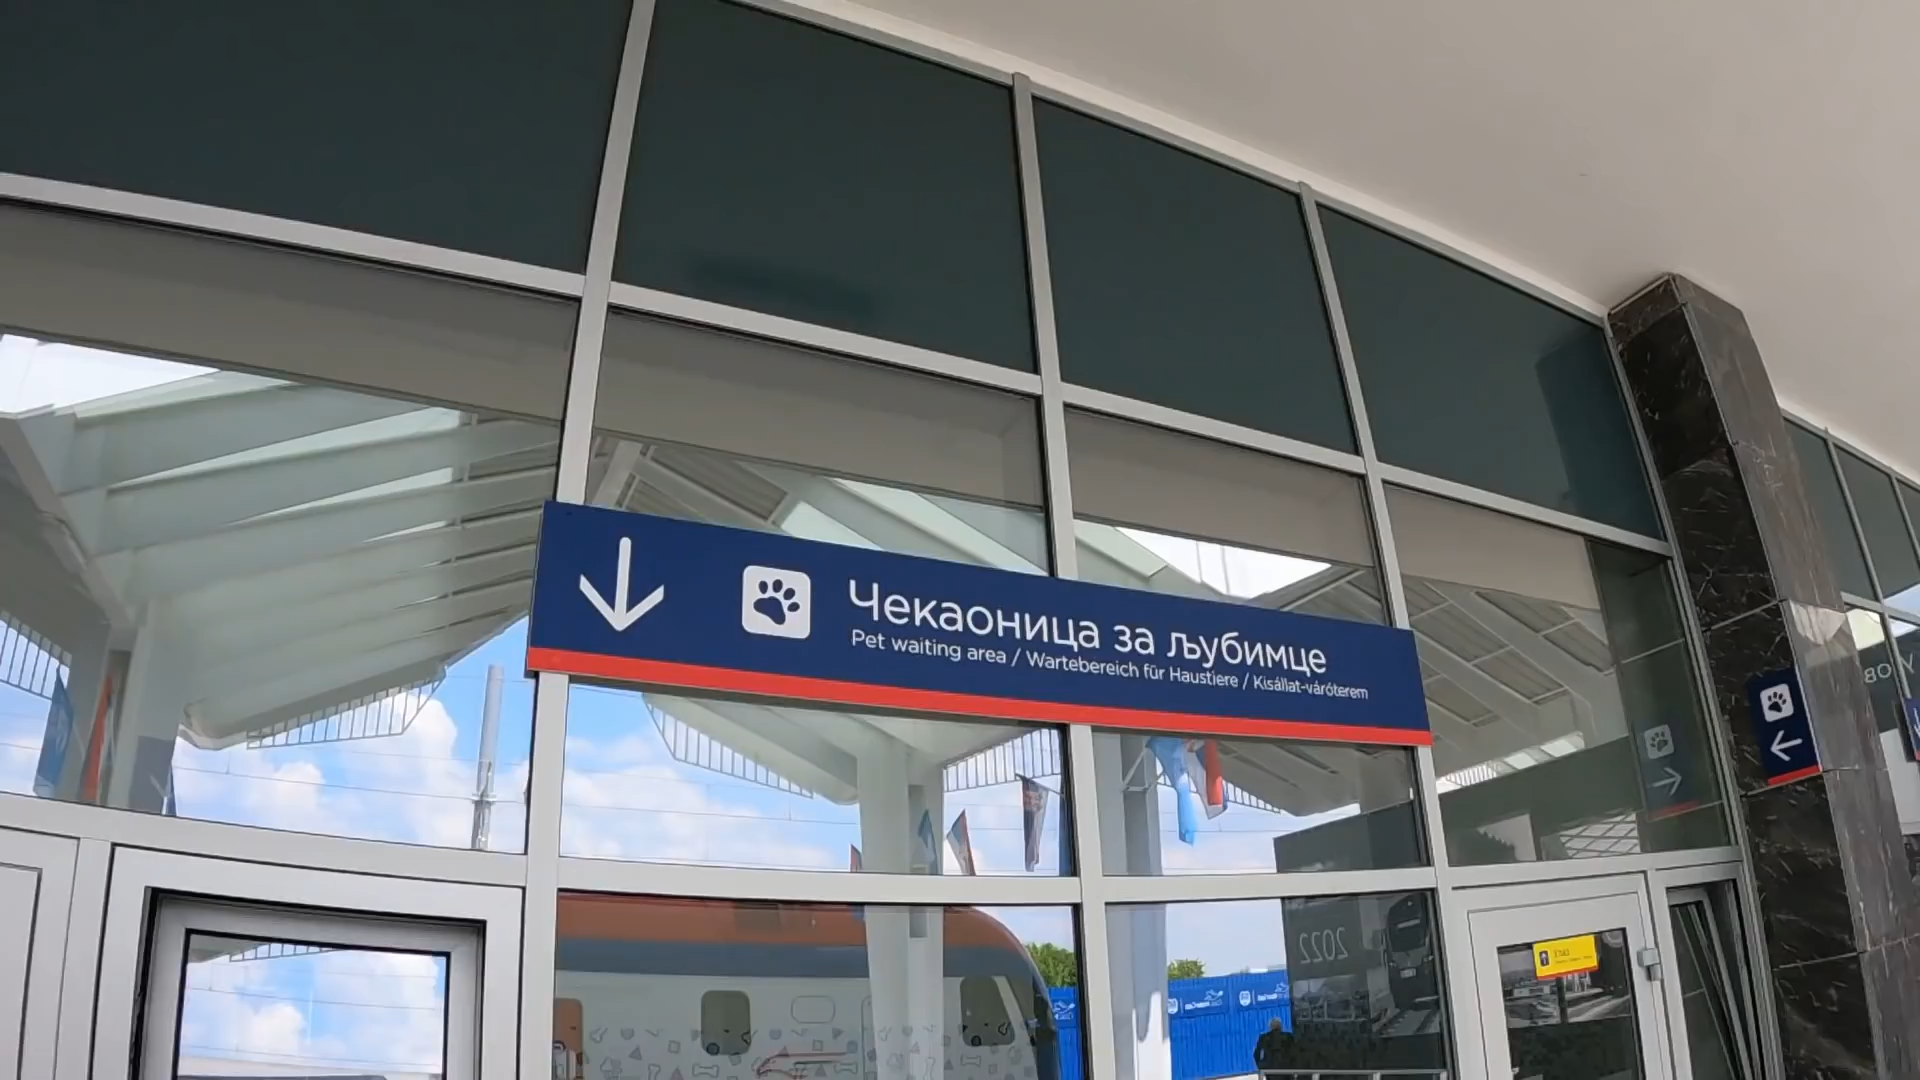 Чекаоница за љубимце
Pet waiting area / Wartebereich für Haustiere / Kisállat-váróterem
2022